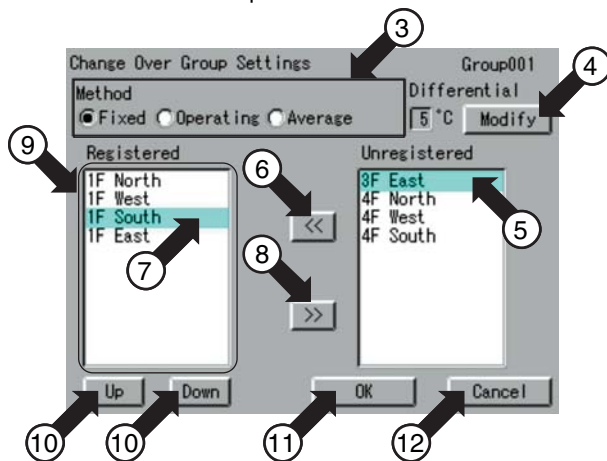 ③
Change Over Group Settings Group001
④
Method
Differential
Fixed Operating Average
5 °C Modify
⑨
Registered
Unregistered
⑥
1F North
1F West
1F South
1F East
<<
3F East
4F North
4F West
4F South
⑤
⑦
⑧
>>
Up Down OK Cancel
⑩ ⑩ ⑪ ⑫